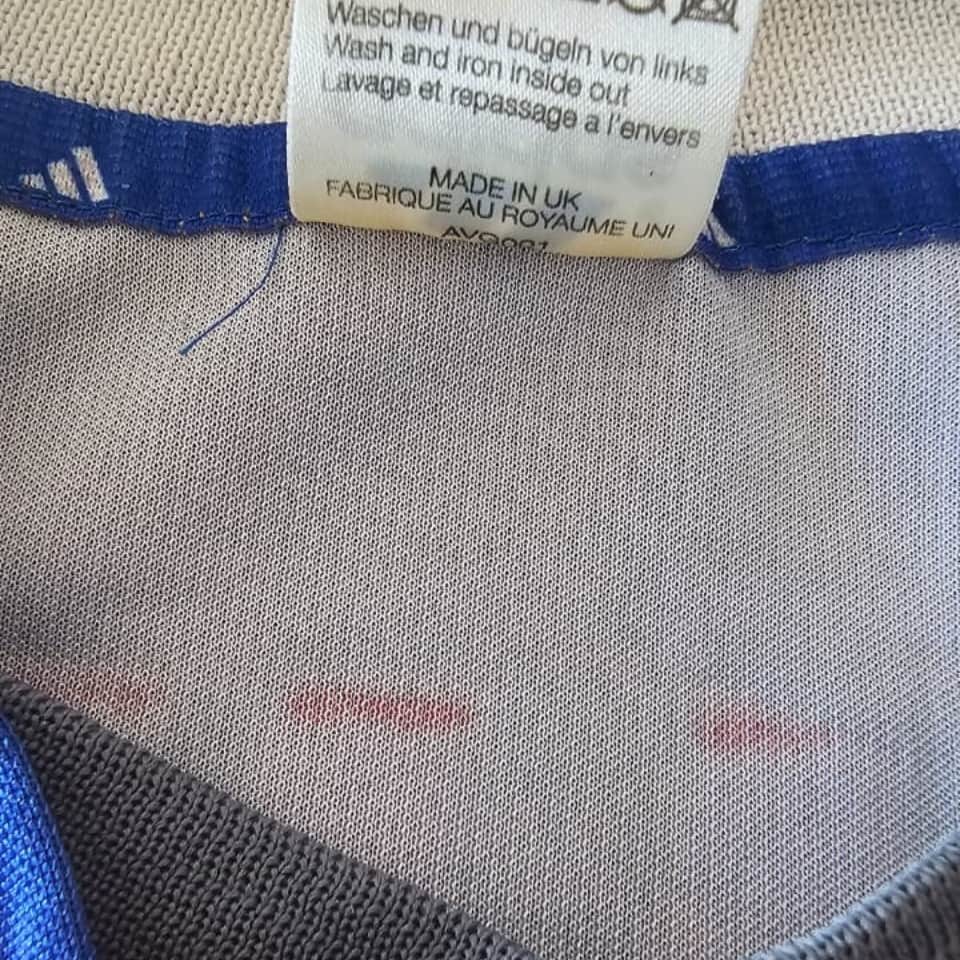 Waschen und bügeln von links
Wash and iron inside out
Lavage et repassage a l'envers
MADE IN UK
FABRIQUE AU ROYAUME UNI